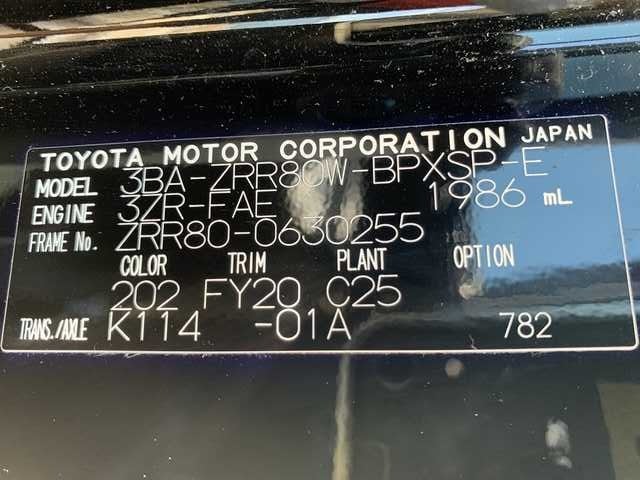 TOYOTA MOTOR CORPORATION JAPAN
MODEL 3BA-ZRR80W-BPXSP-E
ENGINE 3ZR-FAE 1986 mL
FRAME No. ZRR80-0630255
COLOR TRIM PLANT OPTION
202 FY20 C25
TRANS./AXLE K114 -01A 782